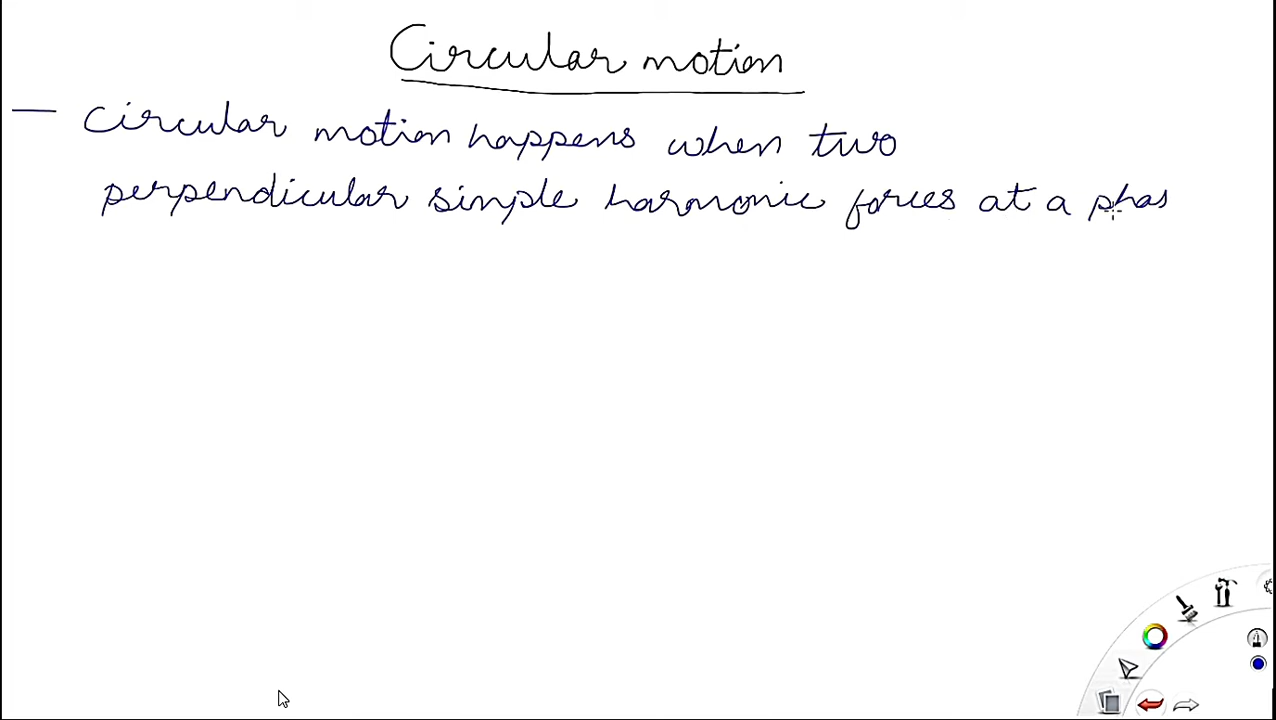 Circular motion
— circular motion happens when two
perpendicular simple harmonic forces at a phas